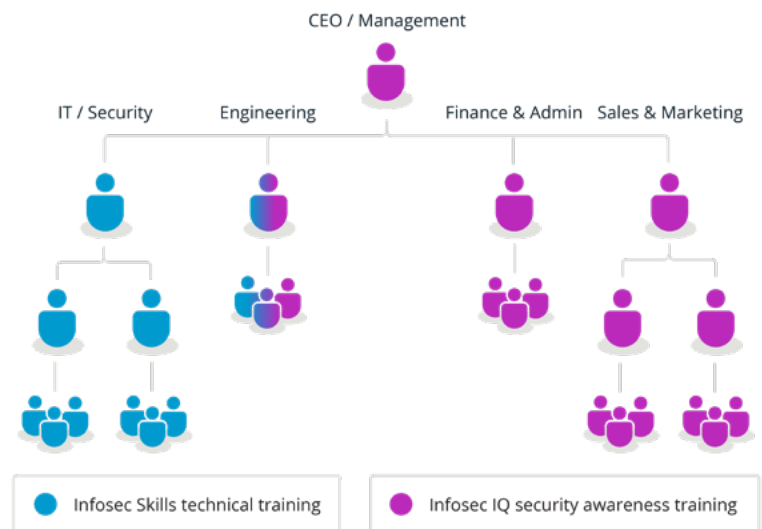 CEO / Management
IT / Security
Engineering
Finance & Admin
Sales & Marketing
Infosec Skills technical training
Infosec IQ security awareness training